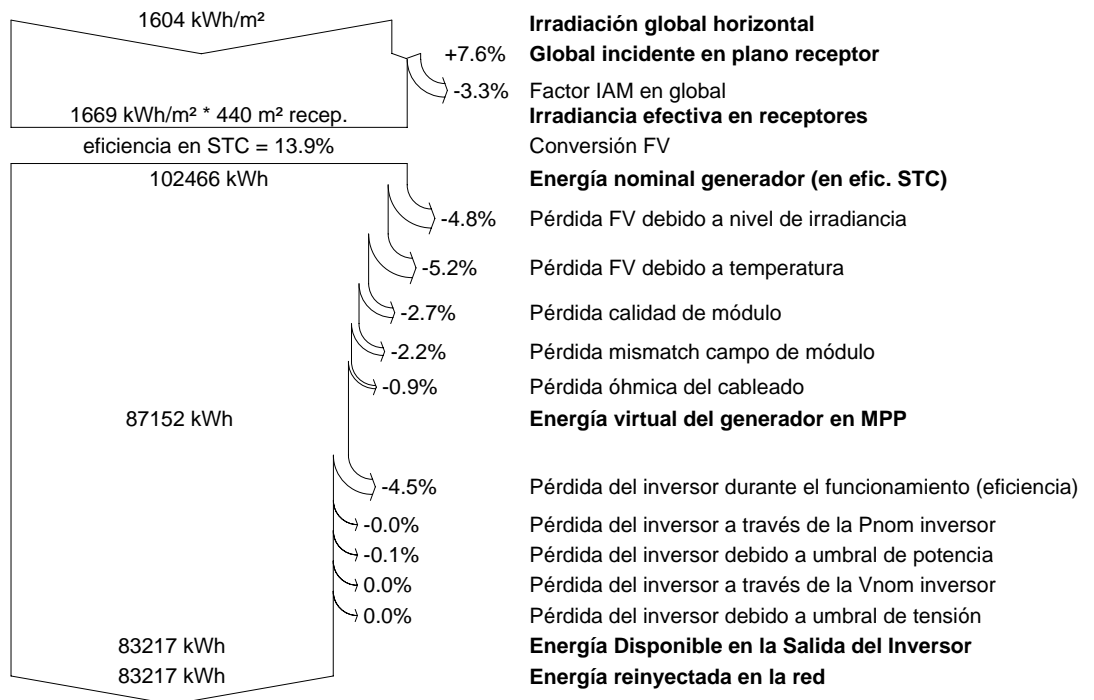 1604 kWh/m² Irradiación global horizontal
+7.6% Global incidente en plano receptor
-3.3% Factor IAM en global
1669 kWh/m² * 440 m² recep. Irradiancia efectiva en receptores
eficiencia en STC = 13.9% Conversión FV
102466 kWh Energía nominal generador (en efic. STC)
-4.8% Pérdida FV debido a nivel de irradiancia
-5.2% Pérdida FV debido a temperatura
-2.7% Pérdida calidad de módulo
-2.2% Pérdida mismatch campo de módulo
-0.9% Pérdida óhmica del cableado
87152 kWh Energía virtual del generador en MPP
-4.5% Pérdida del inversor durante el funcionamiento (eficiencia)
-0.0% Pérdida del inversor a través de la Pnom inversor
-0.1% Pérdida del inversor debido a umbral de potencia
0.0% Pérdida del inversor a través de la Vnom inversor
0.0% Pérdida del inversor debido a umbral de tensión
83217 kWh Energía Disponible en la Salida del Inversor
83217 kWh Energía reinyectada en la red